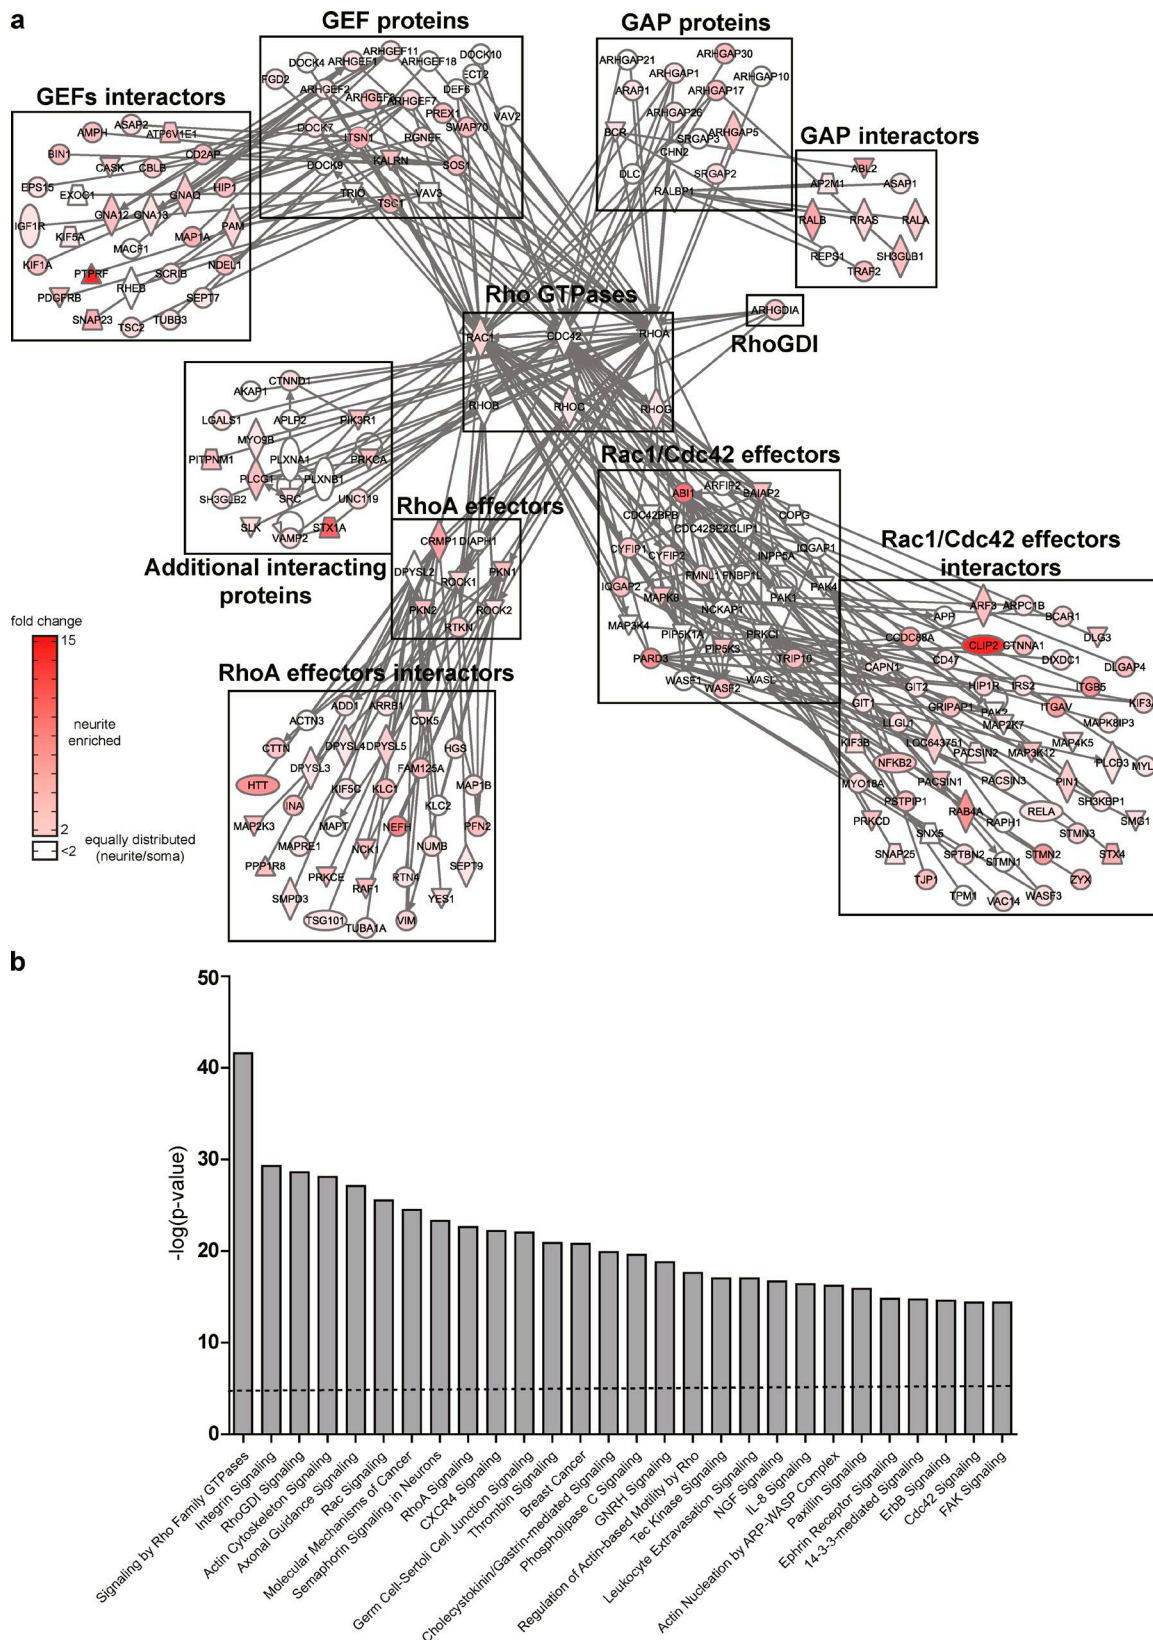 a
GEF proteins
GAP proteins
DOCK4
ARHGEF1
ARHGEF11
ARHGEF18
DOCK10
FGD2
ECT2
ARHGEF2
DEF6
ARHGEF7
PREX1
VAV2
DOCK7
SWAP70
ITSN1
RGNEF
KALRN
SOS1
DOCK9
TRIO
VAV3
TSC1
ARHGAP21
ARHGAP30
ARHGAP1
ARHGAP10
ARAP1
ARHGAP17
ARHGAP26
BCR
SRGAP3
ARHGAP5
CHN2
DLC
SRGAP2
RALBP1
GEFs interactors
AMPH
ASAP2
ATP6V1E1
BIN1
CASK
CBLB
CD2AP
EPS15
EXOC1
GNAQ
HIP1
IGF1R
GNA12
GNA13
KIF5A
MACF1
MAP1A
PAM
KIF1A
PTPRF
SCRIB
NDEL1
PDGFRB
RHEB
SEPT7
SNAP23
TSC2
TUBB3
GAP interactors
ABL2
AP2M1
ASAP1
RALB
RRAS
RALA
REPS1
TRAF2
SH3GLB1
Rho GTPases
RAC1
CDC42
RHOA
RHOB
RHOC
RHOG
ARHGDIA
RhoGDI
AKAP1
CTNND1
LGALS1
APLP2
PIK3R1
MYO9B
PITPNM1
PLXNA1
PRKCA
PLCG1
PLXNB1
SH3GLB2
SRC
UNC119
SLK
VAMP2
STX1A
Additional interacting
proteins
RhoA effectors
CRMP1
DIAPH1
DPYSL2
ROCK1
PKN1
PKN2
ROCK2
RTKN
Rac1/Cdc42 effectors
ABI1
ARFIP2
BAIAP2
CDC42BPB
COPG
CDC42SE2
CLIP1
CYFIP1
CYFIP2
INPP5A
IQGAP1
IQGAP2
FMNL1
FNBP1L
PAK4
MAPK8
NCKAP1
PAK1
MAP3K4
PIP5K1A
PRKCI
PIP5K3
PARD3
TRIP10
WASF1
WASF2
WASL
Rac1/Cdc42 effectors
interactors
APP
ARF3
ARPC1B
BCAR1
CCDC88A
CLIP2
CTNNA1
DLG3
CAPN1
CD47
DIXDC1
DLGAP4
GIT2
HIP1R
IRS2
ITGB5
GIT1
GRIPAP1
PAK2
ITGAV
KIF3A
LLGL1
MAP2K7
MAPK8IP3
KIF3B
LOC643751
PACSIN2
MAP3K12
MAP4K5
NFKB2
PLCB3
MYO18A
PACSIN1
PACSIN3
PIN1
PSTPIP1
RAB4A
RELA
SH3KBP1
PRKCD
SNX5
RAPH1
STMN3
SMG1
SNAP25
SPTBN2
STMN1
STMN2
STX4
TJP1
TPM1
VAC14
WASF3
ZYX
RhoA effectors interactors
ACTN3
ADD1
ARRB1
CDK5
CTTN
DPYSL4
DPYSL5
HGS
DPYSL3
FAM125A
HTT
KIF5C
KLC1
MAP1B
INA
KLC2
MAP2K3
MAPT
NEFH
PFN2
MAPRE1
NCK1
NUMB
PPP1R8
PRKCE
RAF1
RTN4
SEPT9
SMPD3
YES1
TSG101
TUBA1A
VIM
fold change
15
neurite
enriched
2
<2
equally distributed
(neurite/soma)
b
-log(p-value)
50
40
30
20
10
0
Signaling by Rho Family GTPases
Integrin Signaling
RhoGDI Signaling
Actin Cytoskeleton Signaling
Axonal Guidance Signaling
Rac Signaling
Molecular Mechanisms of Cancer
Semaphorin Signaling in Neurons
RhoA Signaling
CXCR4 Signaling
Germ Cell-Sertoli Cell Junction Signaling
Thrombin Signaling
Breast Cancer
Cholecystokinin/Gastrin-mediated Signaling
Phospholipase C Signaling
GNRH Signaling
Regulation of Actin-based Motility by Rho
Tec Kinase Signaling
Leukocyte Extravasation Signaling
NGF Signaling
IL-8 Signaling
Actin Nucleation by ARP-WASP Complex
Paxillin Signaling
Ephrin Receptor Signaling
14-3-3-mediated Signaling
ErbB Signaling
Cdc42 Signaling
FAK Signaling